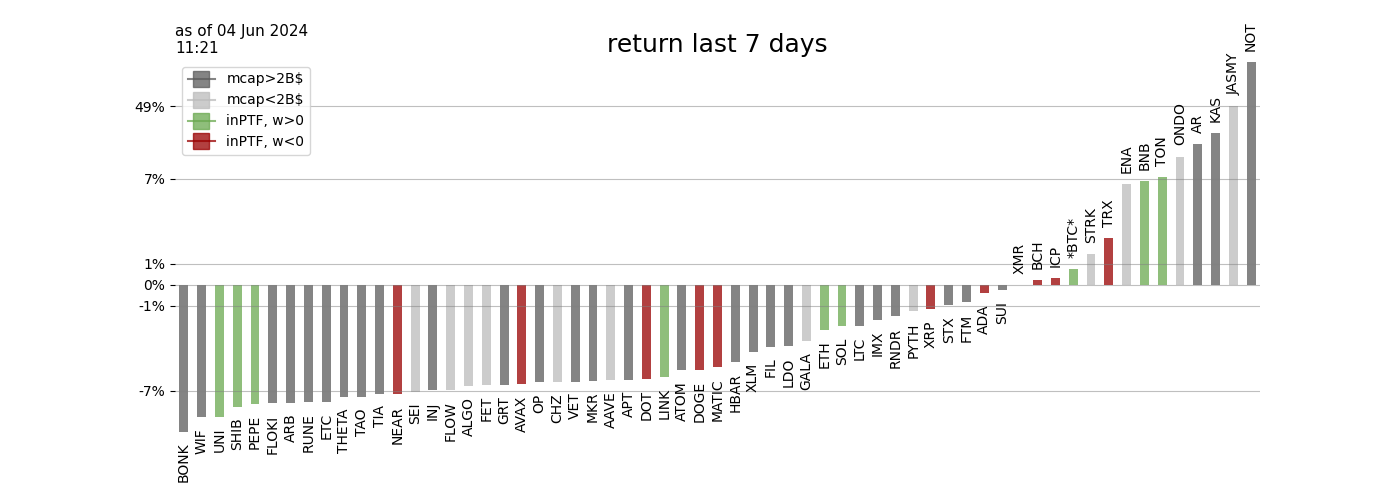 as of 04 Jun 2024
11:21
return last 7 days
mcap>2B$
mcap<2B$
inPTF, w>0
inPTF, w<0
49%
7%
1%
0%
-1%
-7%
BONK
WIF
UNI
SHIB
PEPE
FLOKI
ARB
RUNE
ETC
THETA
TAO
TIA
NEAR
SEI
INJ
FLOW
ALGO
FET
GRT
AVAX
OP
CHZ
VET
MKR
AAVE
APT
DOT
LINK
ATOM
DOGE
MATIC
HBAR
XLM
FIL
LDO
GALA
ETH
SOL
LTC
IMX
RNDR
PYTH
XRP
STX
FTM
ADA
SUI
XMR
BCH
ICP
*BTC*
STRK
TRX
ENA
BNB
TON
ONDO
AR
KAS
JASMY
NOT